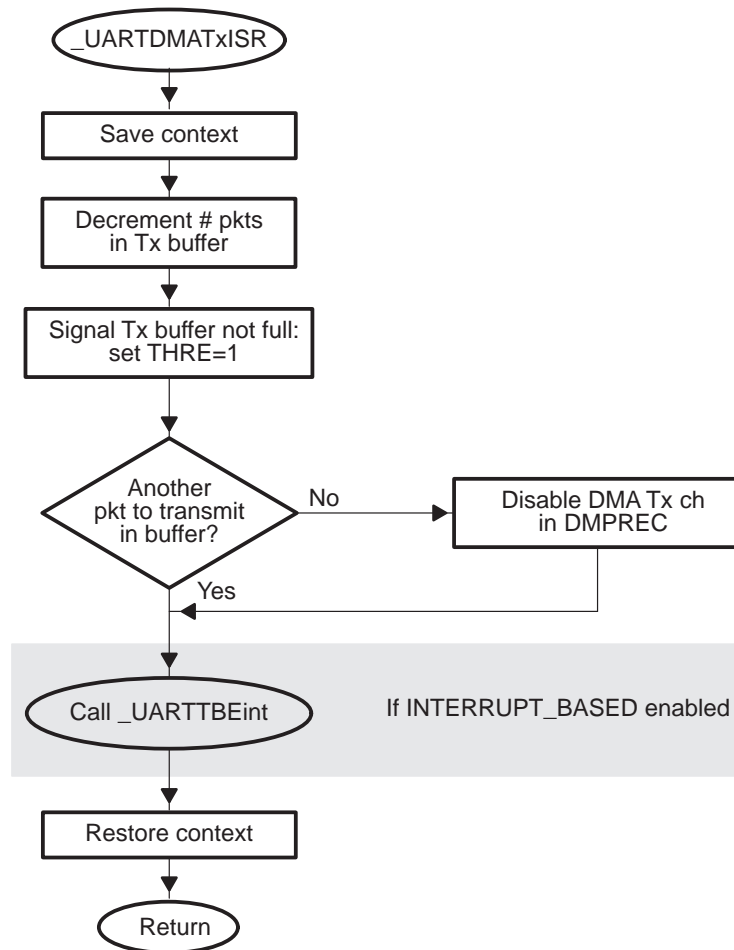 _UARTDMATxISR
Save context
Decrement # pkts
in Tx buffer
Signal Tx buffer not full:
set THRE=1
Another
pkt to transmit
in buffer?
No
Disable DMA Tx ch
in DMPREC
Yes
Call _UARTTBEint
If INTERRUPT_BASED enabled
Restore context
Return